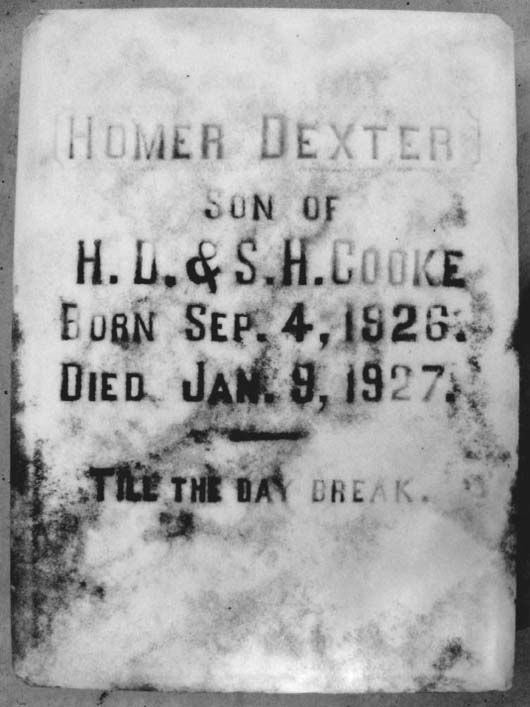 HOMER DEXTER
SON OF
H. D. & S. H. COOKE
BORN SEP. 4, 1926.
DIED JAN. 9, 1927.
TILL THE DAY BREAK.